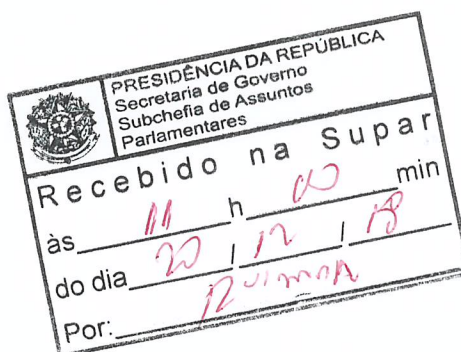 PRESIDÊNCIA DA REPÚBLICA
Secretaria de Governo
Subchefia de Assuntos
Parlamentares
Recebido na Supar
às 11 h 00 min
do dia 20 / 12 / 18
Por: